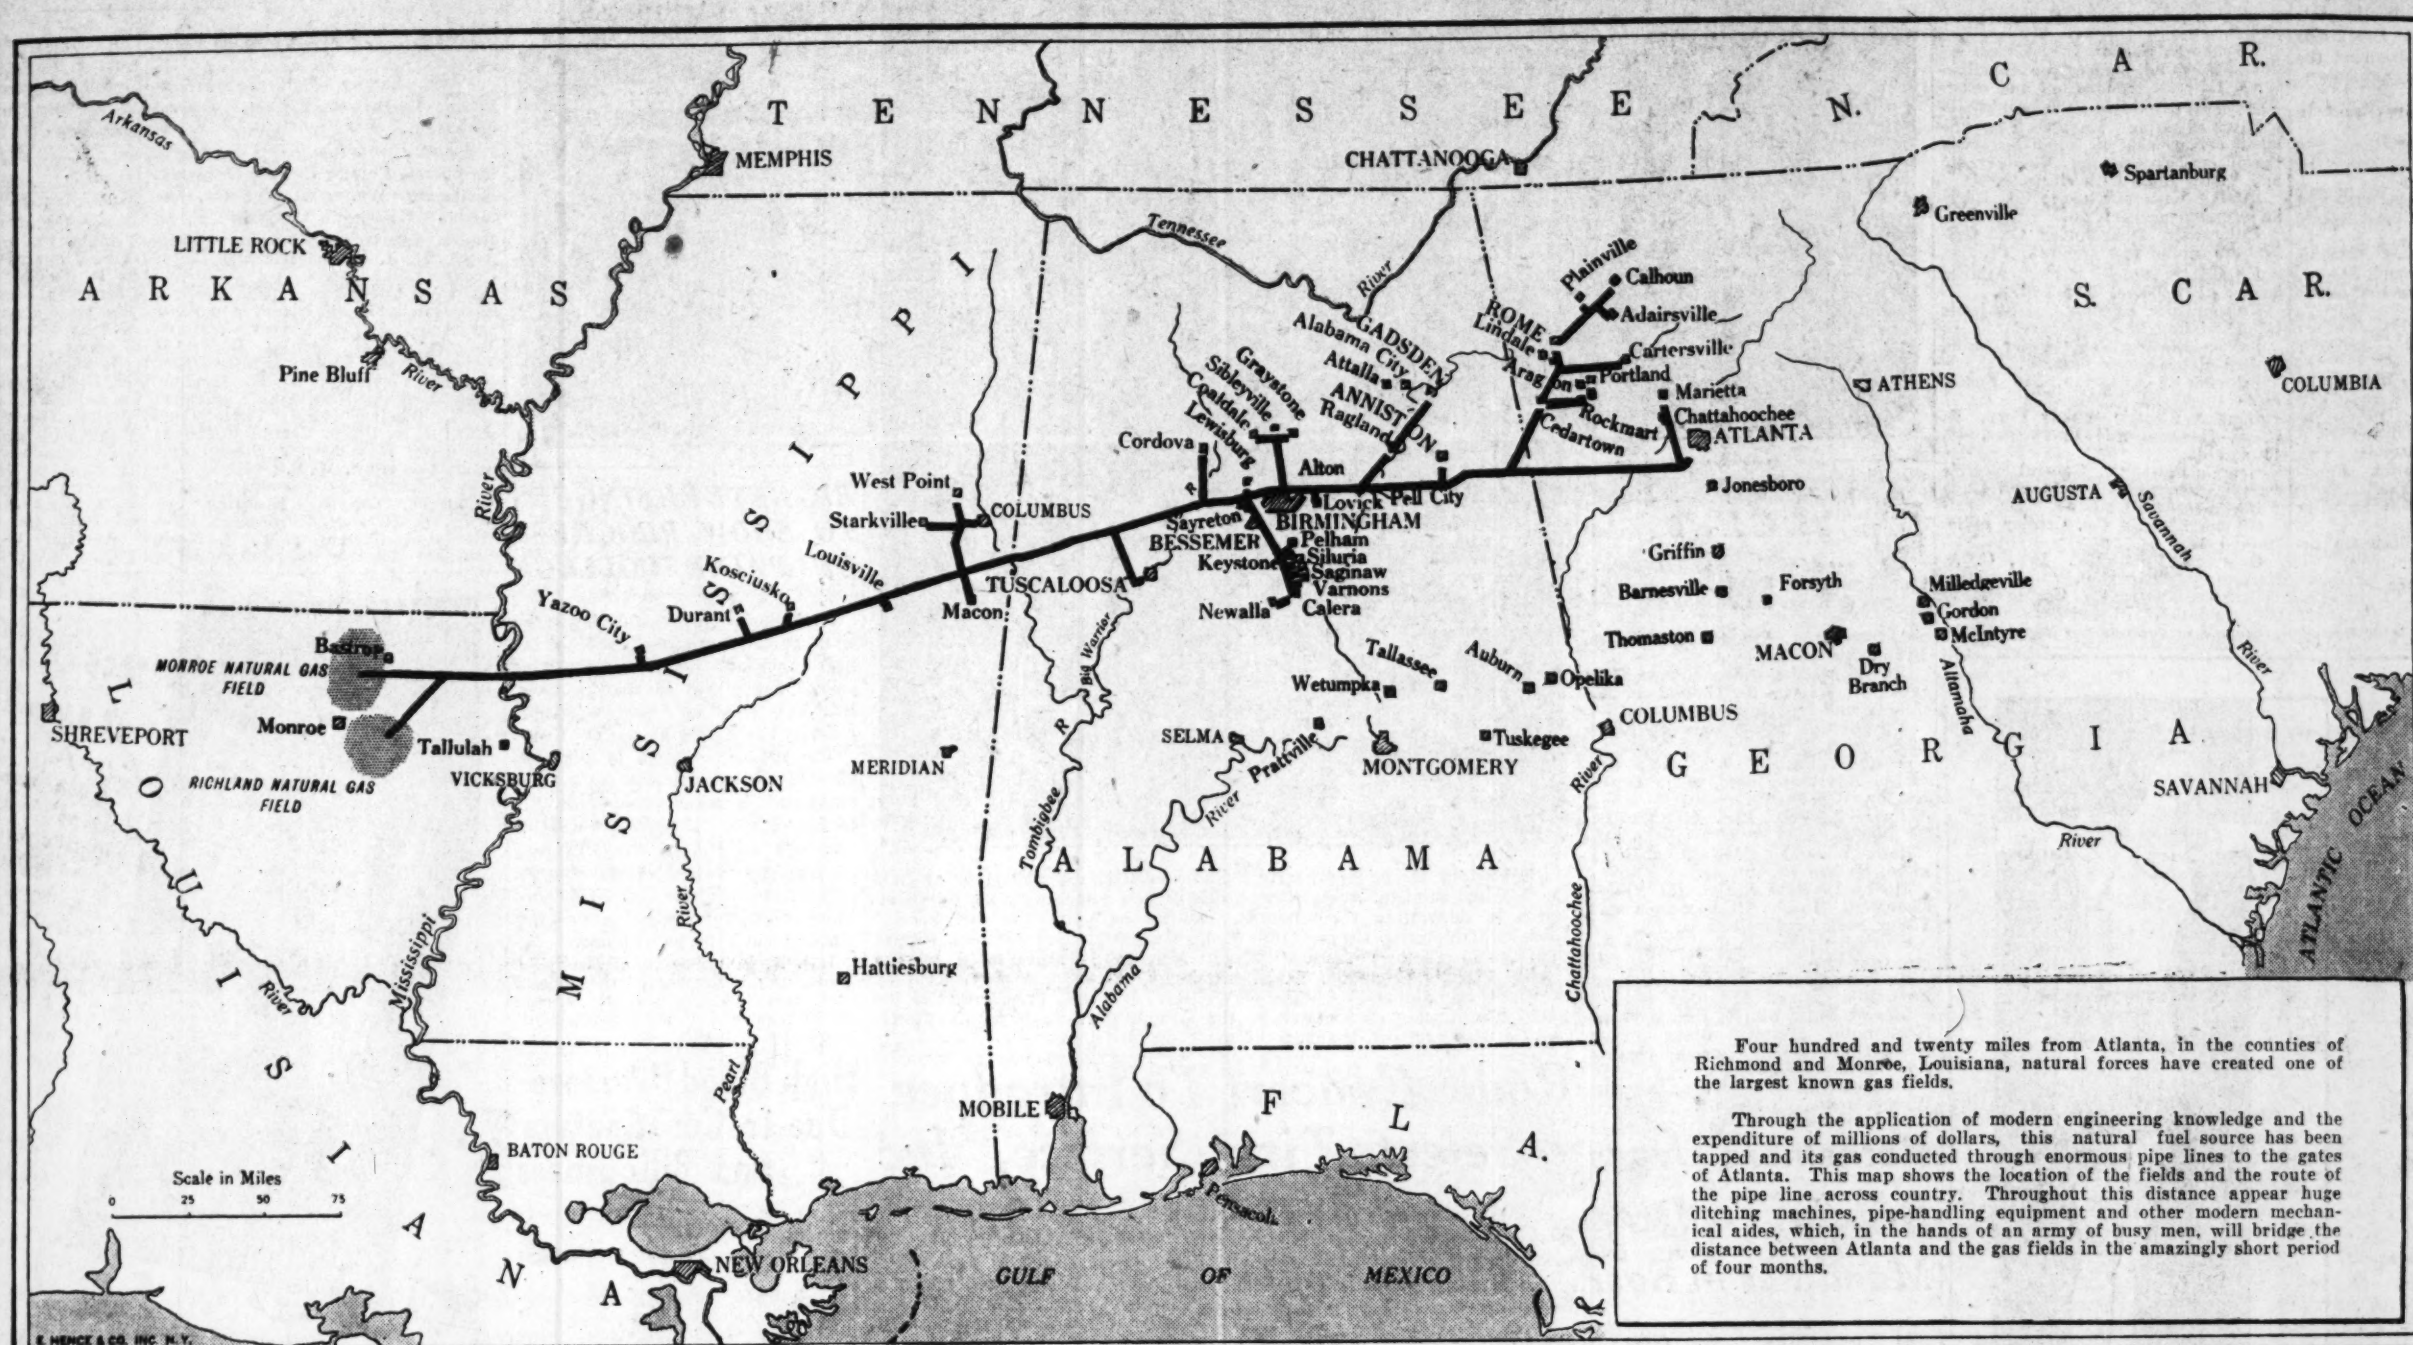 TENNESSEE
N. CAR.
Arkansas
MEMPHIS
CHATTANOOGA
Spartanburg
Greenville
LITTLE ROCK
Tennessee
River
ARKANSAS
S. CAR.
Plainville
Calhoun
ROME
Adairsville
Lindale
Cartersville
Aragon
Portland
Pine Bluff
River
GADSDEN
Alabama City
Attalla
Graystone
Sibleyville
Coaldale
Lewisburg
ANNISTON
Ragland
Marietta
Chattahoochee
ATLANTA
Rockmart
Cedartown
ATHENS
COLUMBIA
Cordova
Alton
West Point
COLUMBUS
Starkville
River
R
Lovick
Pell City
Jonesboro
AUGUSTA
Savannah
River
Sayreton
BIRMINGHAM
BESSEMER
Pelham
Siluria
Keystone
Saginaw
Varnons
Newalla
Calera
Louisville
Kosciusko
Durant
Yazoo City
Macon
TUSCALOOSA
Griffin
Barnesville
Forsyth
Milledgeville
Gordon
McIntyre
Thomaston
MACON
Dry
Branch
Altamaha
River
Bastrop
MONROE NATURAL GAS
FIELD
Monroe
Tallulah
RICHLAND NATURAL GAS
FIELD
SHREVEPORT
VICKSBURG
JACKSON
MERIDIAN
Big Warrior
R
Tallassee
Auburn
Opelika
Wetumpka
SELMA
Prattville
Tuskegee
MONTGOMERY
COLUMBUS
River
River
GEORGIA
SAVANNAH
MISSISSIPPI
Tombigbee
ALABAMA
ATLANTIC OCEAN
LOUISIANA
River
Mississippi
River
Hattiesburg
Alabama
Chattahoochee
Pearl
MOBILE
FLA.
BATON ROUGE
Scale in Miles
0 25 50 75
NEW ORLEANS
GULF OF MEXICO
Four hundred and twenty miles from Atlanta, in the counties of
Richmond and Monroe, Louisiana, natural forces have created one of
the largest known gas fields.
Through the application of modern engineering knowledge and the
expenditure of millions of dollars, this natural fuel source has been
tapped and its gas conducted through enormous pipe lines to the gates
of Atlanta. This map shows the location of the fields and the route of
the pipe line across country. Throughout this distance appear huge
ditching machines, pipe-handling equipment and other modern mechan-
ical aides, which, in the hands of an army of busy men, will bridge the
distance between Atlanta and the gas fields in the amazingly short period
of four months.
& CO. INC. N.Y.